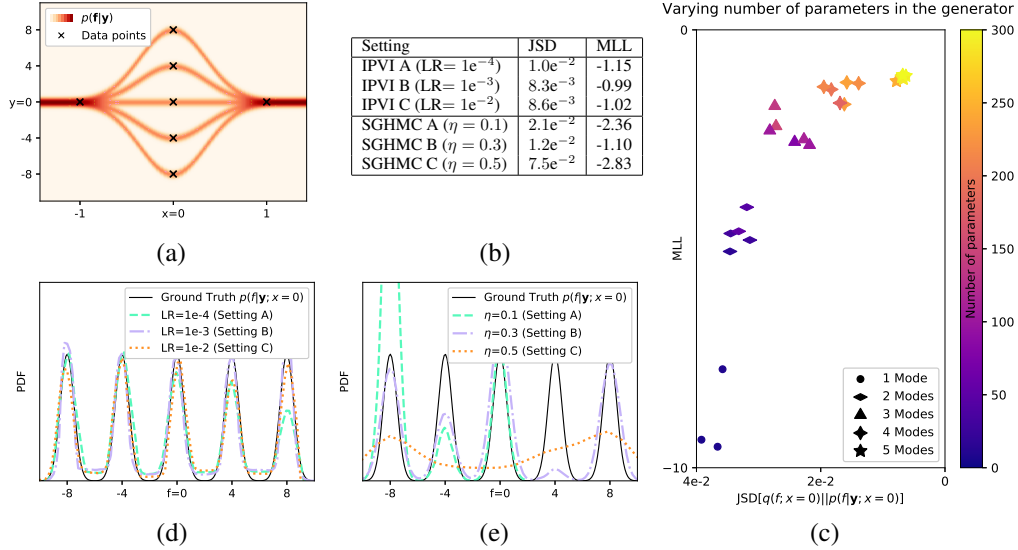 p(f|y)
Data points
8
4
y=0
-4
-8
-1
x=0
1
(a)
Setting JSD MLL
IPVI A (LR= 1e⁻⁴) 1.0e⁻² -1.15
IPVI B (LR= 1e⁻³) 8.3e⁻³ -0.99
IPVI C (LR= 1e⁻²) 8.6e⁻³ -1.02
SGHMC A (η = 0.1) 2.1e⁻² -2.36
SGHMC B (η = 0.3) 1.2e⁻² -1.10
SGHMC C (η = 0.5) 7.5e⁻² -2.83
(b)
Varying number of parameters in the generator
0
MLL
−10
4e-2
2e-2
0
JSD[q(f; x = 0)||p(f|y; x = 0)]
1 Mode
2 Modes
3 Modes
4 Modes
5 Modes
300
250
200
150
100
50
0
Number of parameters
(c)
Ground Truth p(f|y; x = 0)
LR=1e-4 (Setting A)
LR=1e-3 (Setting B)
LR=1e-2 (Setting C)
PDF
-8
-4
f=0
4
8
(d)
Ground Truth p(f|y; x = 0)
η=0.1 (Setting A)
η=0.3 (Setting B)
η=0.5 (Setting C)
PDF
-8
-4
f=0
4
8
(e)